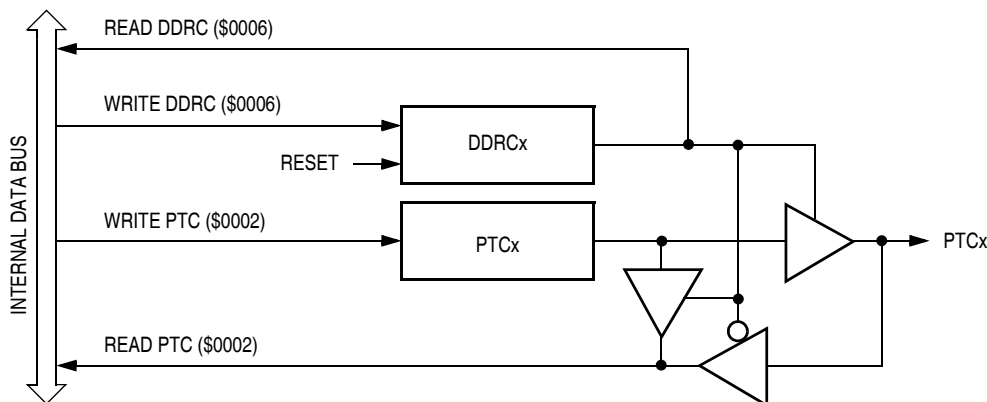 READ DDRC ($0006)
WRITE DDRC ($0006)
DDRCx
RESET
INTERNAL DATA BUS
WRITE PTC ($0002)
PTCx
PTCx
READ PTC ($0002)